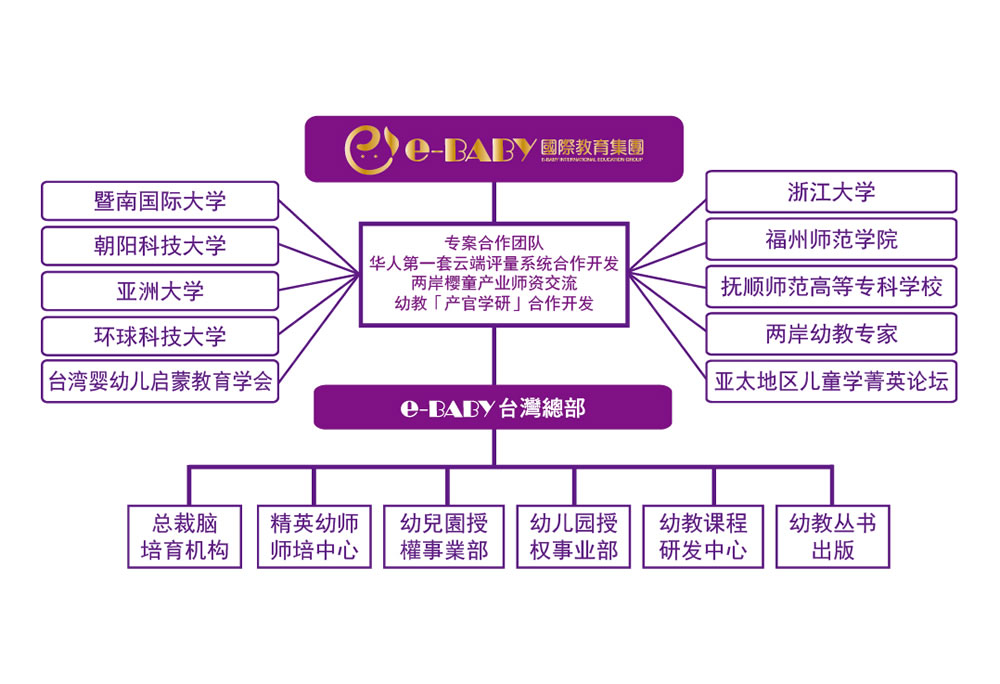 e-BABY 國際教育集團
E-BABY INTERNATIONAL EDUCATION GROUP
暨南国际大学
朝阳科技大学
亚洲大学
环球科技大学
台湾婴幼儿启蒙教育学会
专案合作团队
华人第一套云端评量系统合作开发
两岸樱童产业师资交流
幼教「产官学研」合作开发
浙江大学
福州师范学院
抚顺师范高等专科学校
两岸幼教专家
亚太地区儿童学菁英论坛
e-BABY 台灣總部
总裁脑
培育机构
精英幼师
师培中心
幼兒園授
權事業部
幼儿园授
权事业部
幼教课程
研发中心
幼教丛书
出版